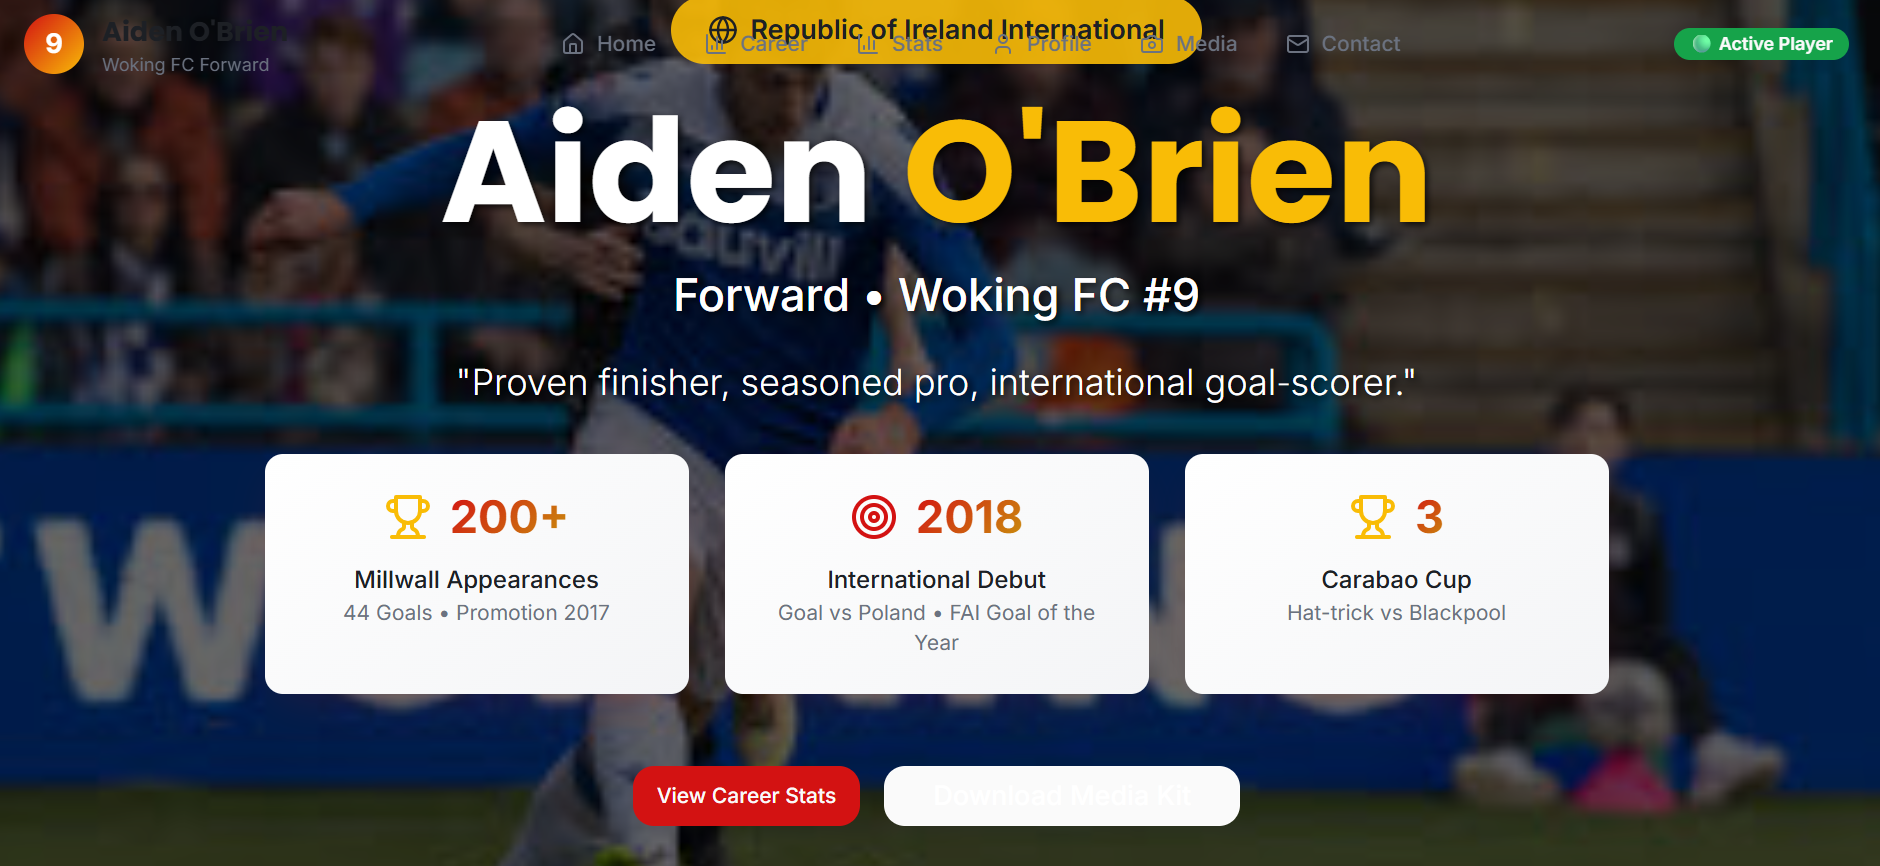 9
Aiden O'Brien
Woking FC Forward
Home
Career
Stats
Profile
Media
Contact
Active Player
Republic of Ireland International
Aiden O'Brien
Forward • Woking FC #9
"Proven finisher, seasoned pro, international goal-scorer."
200+
Millwall Appearances
44 Goals • Promotion 2017
2018
International Debut
Goal vs Poland • FAI Goal of the
Year
3
Carabao Cup
Hat-trick vs Blackpool
View Career Stats
Download Media Kit